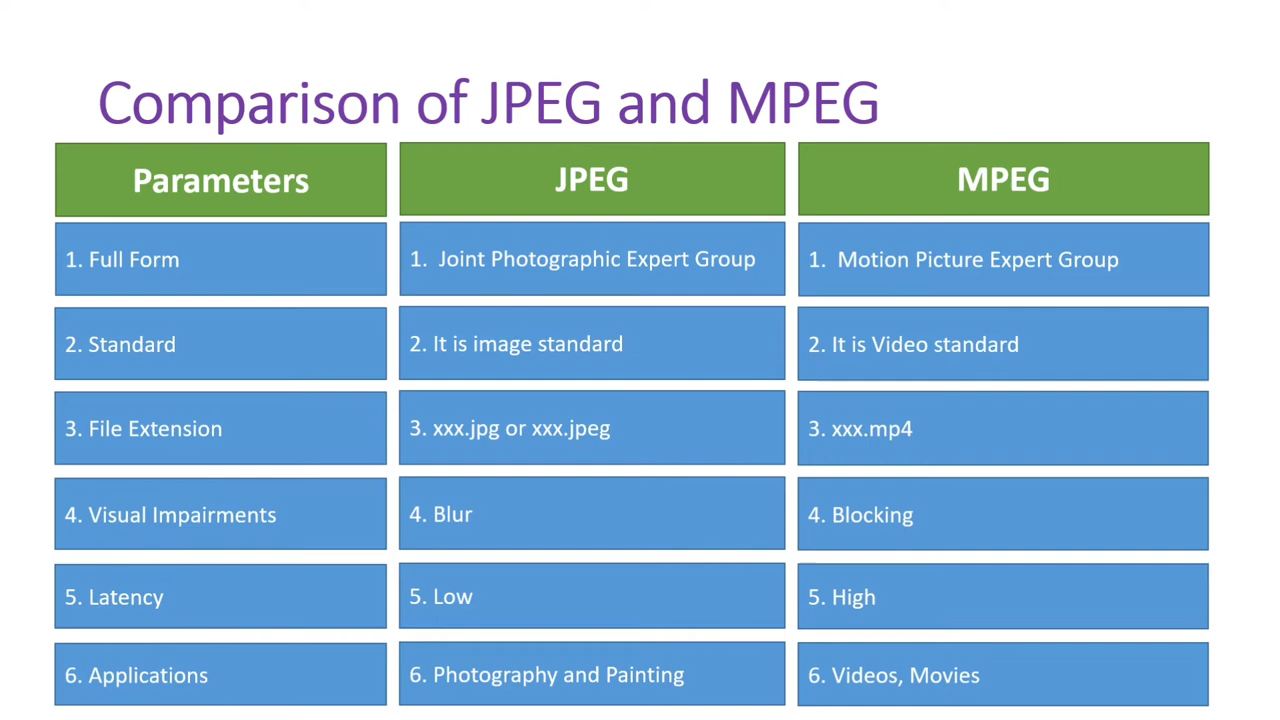 Comparison of JPEG and MPEG
Parameters JPEG MPEG
1. Full Form 1. Joint Photographic Expert Group 1. Motion Picture Expert Group
2. Standard 2. It is image standard 2. It is Video standard
3. File Extension 3. xxx.jpg or xxx.jpeg 3. xxx.mp4
4. Visual Impairments 4. Blur 4. Blocking
5. Latency 5. Low 5. High
6. Applications 6. Photography and Painting 6. Videos, Movies